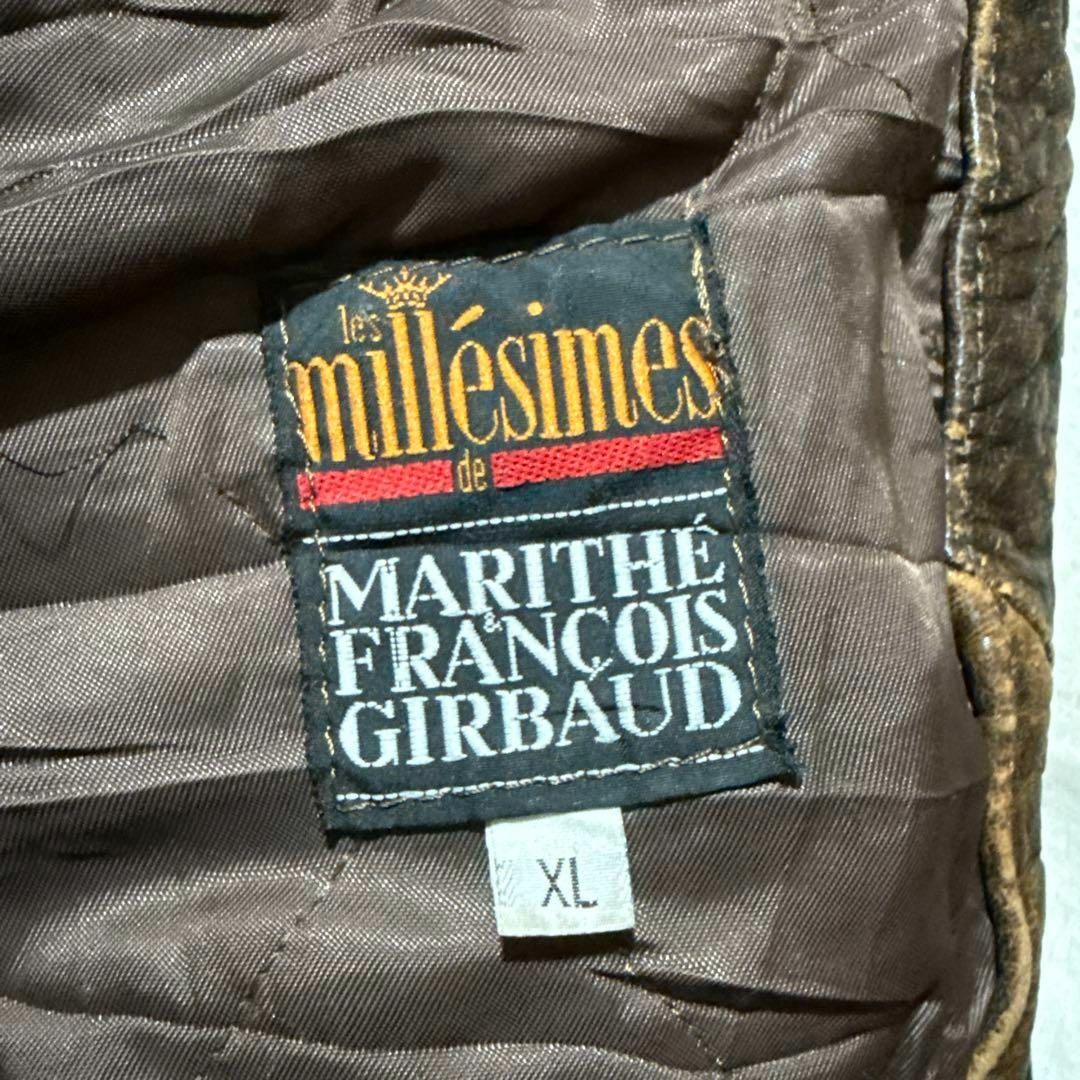 les
millésimes
de
MARITHÉ
&
FRANÇOIS
GIRBAUD
XL